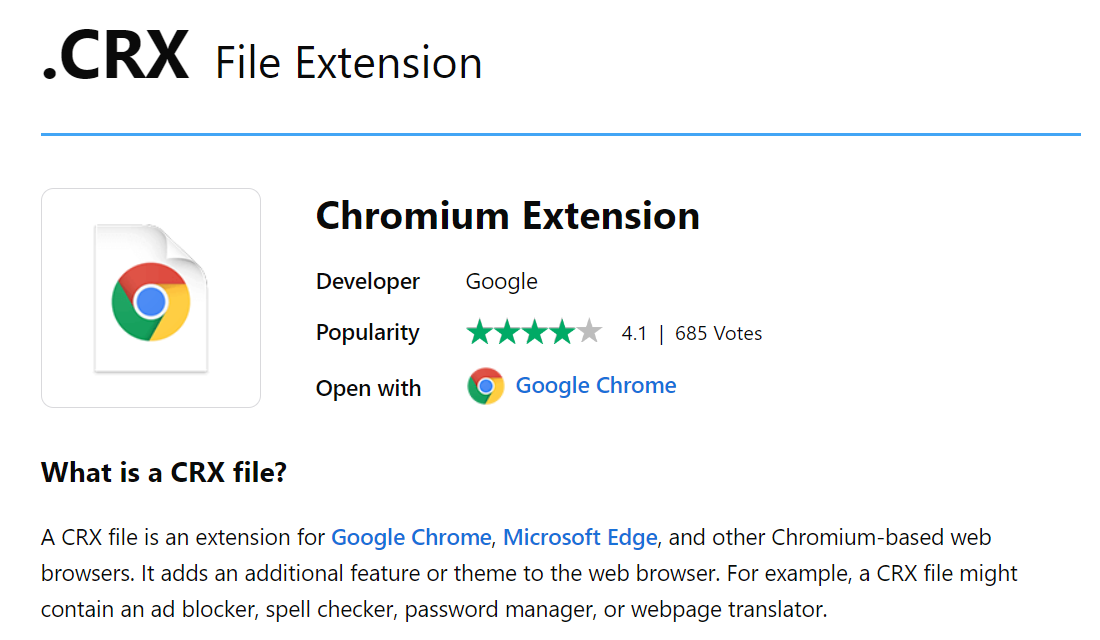 .CRX File Extension
Chromium Extension
Developer Google
Popularity 4.1 | 685 Votes
Open with Google Chrome
What is a CRX file?
A CRX file is an extension for Google Chrome, Microsoft Edge, and other Chromium-based web
browsers. It adds an additional feature or theme to the web browser. For example, a CRX file might
contain an ad blocker, spell checker, password manager, or webpage translator.